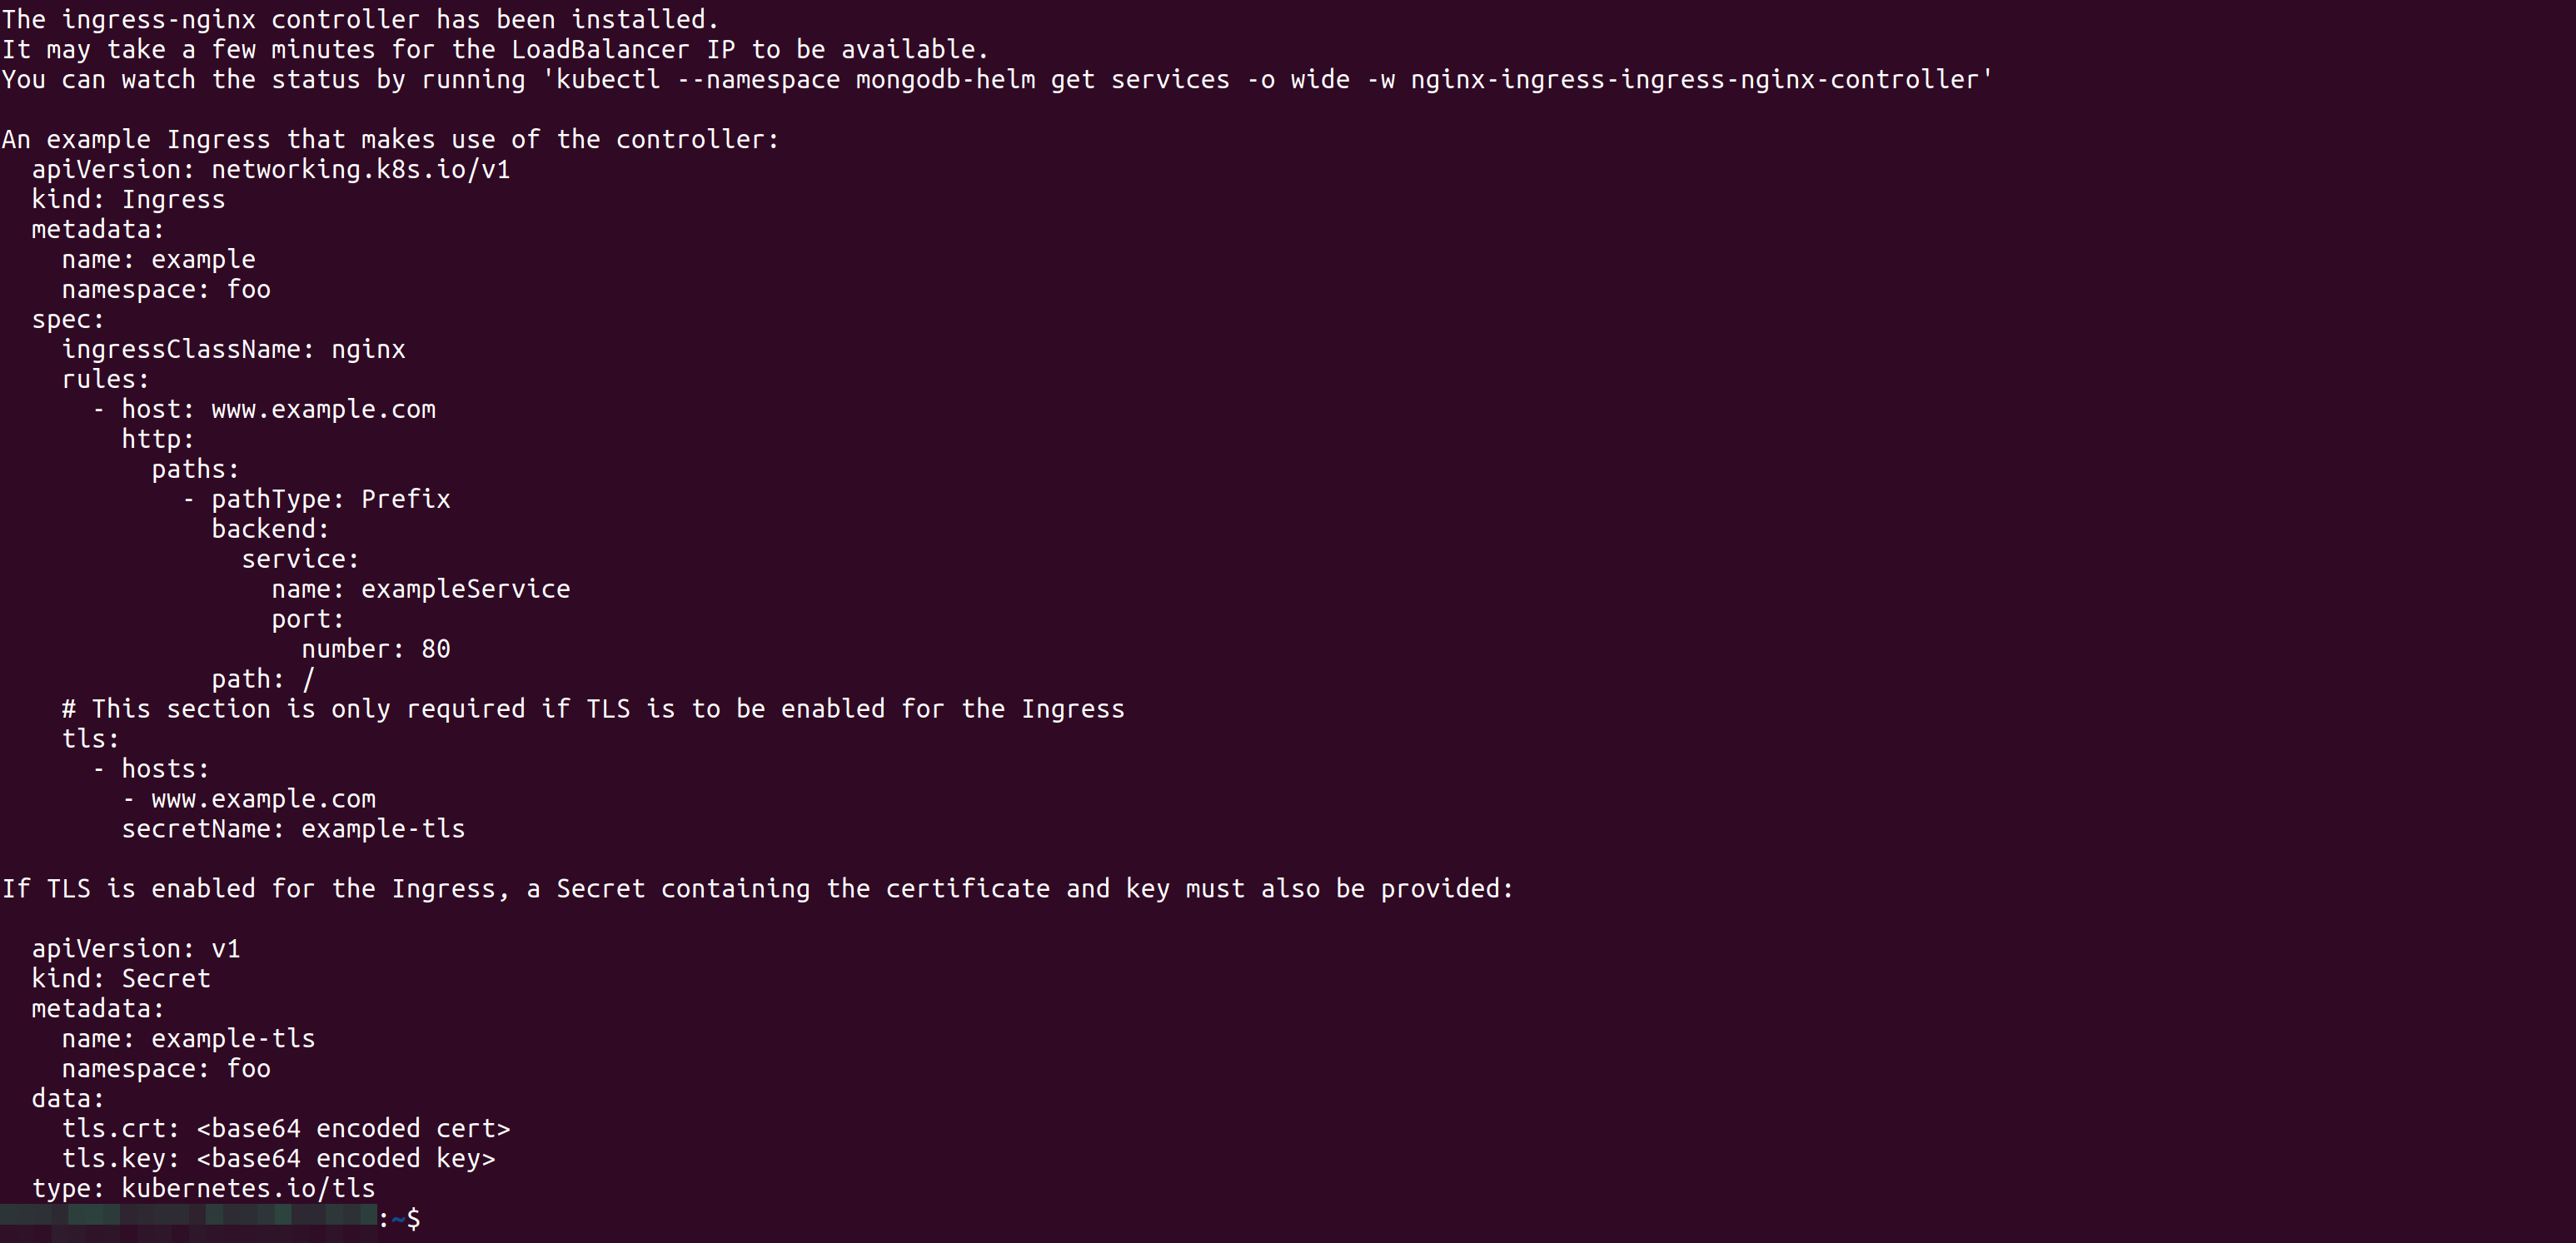 The ingress-nginx controller has been installed.
It may take a few minutes for the LoadBalancer IP to be available.
You can watch the status by running 'kubectl --namespace mongodb-helm get services -o wide -w nginx-ingress-ingress-nginx-controller'

An example Ingress that makes use of the controller:
  apiVersion: networking.k8s.io/v1
  kind: Ingress
  metadata:
    name: example
    namespace: foo
  spec:
    ingressClassName: nginx
    rules:
      - host: www.example.com
        http:
          paths:
            - pathType: Prefix
              backend:
                service:
                  name: exampleService
                  port:
                    number: 80
              path: /
    # This section is only required if TLS is to be enabled for the Ingress
    tls:
      - hosts:
        - www.example.com
        secretName: example-tls

If TLS is enabled for the Ingress, a Secret containing the certificate and key must also be provided:

  apiVersion: v1
  kind: Secret
  metadata:
    name: example-tls
    namespace: foo
  data:
    tls.crt: <base64 encoded cert>
    tls.key: <base64 encoded key>
  type: kubernetes.io/tls
:~$